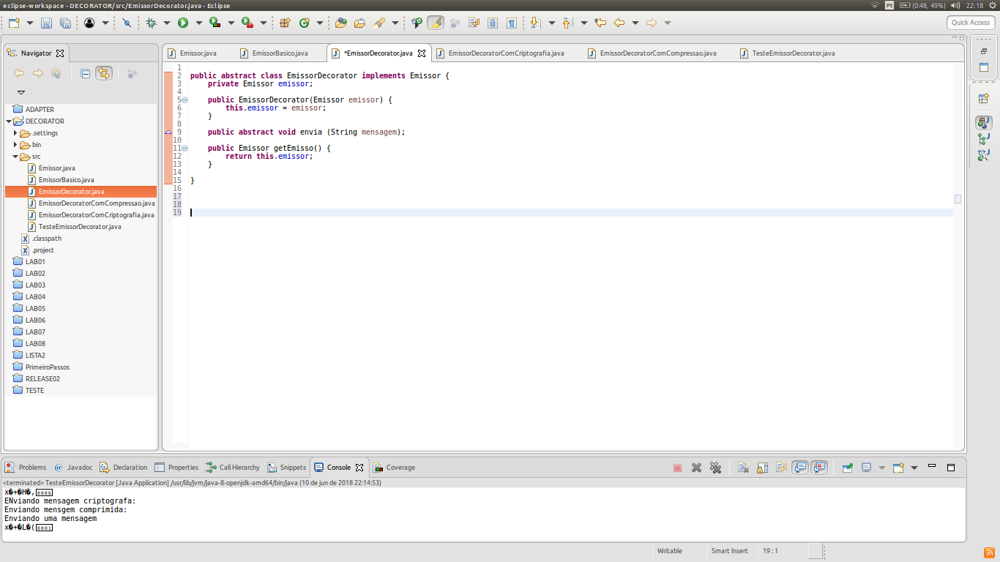 eclipse-workspace - DECORATOR/src/EmissorDecorator.java - Eclipse
Pt (0:48, 49%) 22:18
Quick Access
Navigator
Emissor.java EmissorBasico.java *EmissorDecorator.java EmissorDecoratorComCriptografia.java EmissorDecoratorComCompressao.java TesteEmissorDecorator.java
ADAPTER
DECORATOR
.settings
bin
src
Emissor.java
EmissorBasico.java
EmissorDecorator.java
EmissorDecoratorComCompressao.java
EmissorDecoratorComCriptografia.java
TesteEmissorDecorator.java
.classpath
.project
LAB01
LAB02
LAB03
LAB04
LAB05
LAB06
LAB07
LAB08
LISTA2
PrimeiroPassos
RELEASE02
TESTE
1
2 public abstract class EmissorDecorator implements Emissor {
3 private Emissor emissor;
4
5 public EmissorDecorator(Emissor emissor) {
6 this.emissor = emissor;
7 }
8
9 public abstract void envia (String mensagem);
10
11 public Emissor getEmisso() {
12 return this.emissor;
13 }
14
15 }
16
17
18
19
Problems @ Javadoc Declaration Properties Call Hierarchy Snippets Console Coverage
<terminated> TesteEmissorDecorator [Java Application] /usr/lib/jvm/java-8-openjdk-amd64/bin/java (10 de jun de 2018 22:14:53)
x�+�H�,0006
ENviando mensagem criptografa:
Enviando mensgem comprimida:
Enviando uma mensagem
x�+�L�(0001
Writable Smart Insert 19 : 1